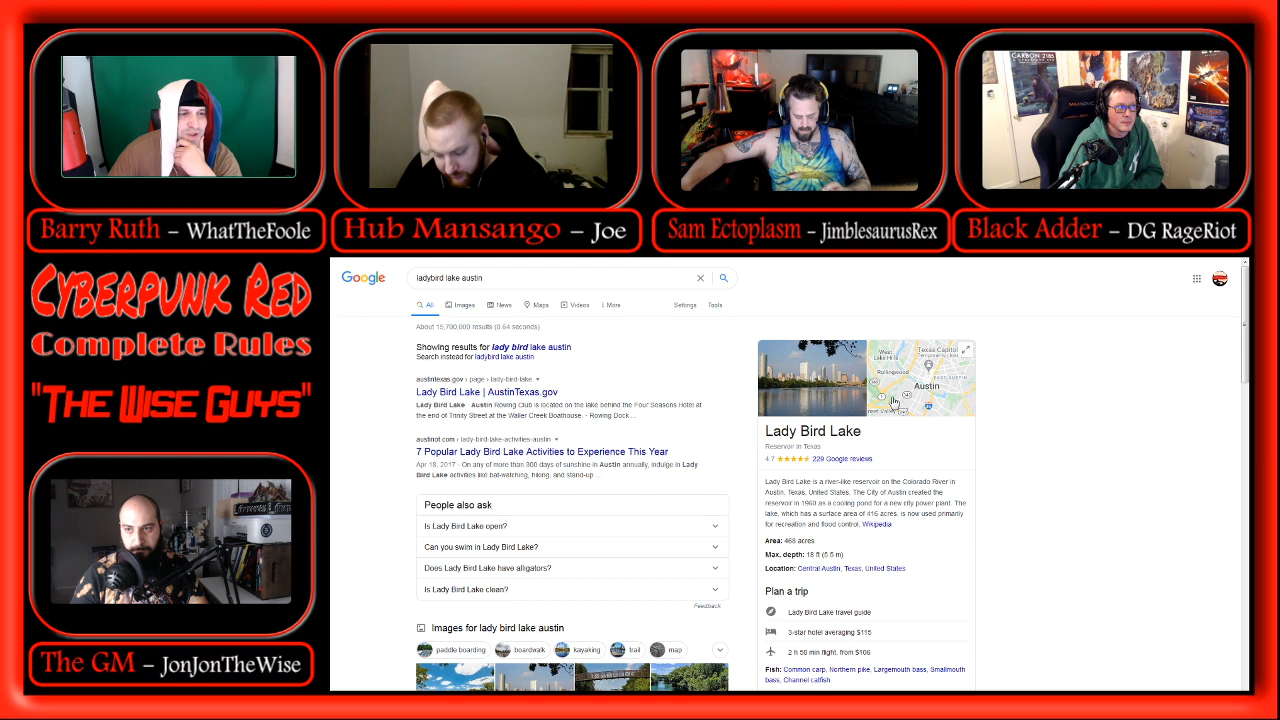 Barry Ruth – WhatTheFoole
Hub Mansango – Joe
Sam Ectoplasm – JimblesaurusRex
Black Adder – DG RageRiot
Cyberpunk Red
Complete Rules
"The Wise Guys"
The GM – JonJonTheWise
Google
ladybird lake austin
All Images News Maps Videos More Settings Tools
About 15,700,000 results (0.64 seconds)
Showing results for lady bird lake austin
Search instead for ladybird lake austin
austintexas.gov › page › lady-bird-lake
Lady Bird Lake | AustinTexas.gov
Lady Bird Lake · Austin Rowing Club is located on the lake behind the Four Seasons Hotel at
the end of Trinity Street at the Waller Creek Boathouse. · Rowing Dock ...
austinot.com › lady-bird-lake-activities-austin
7 Popular Lady Bird Lake Activities to Experience This Year
Apr 18, 2017 - On any of more than 300 days of sunshine in Austin annually, indulge in Lady
Bird Lake activities like bat-watching, hiking, and stand-up ...
People also ask
Is Lady Bird Lake open?
Can you swim in Lady Bird Lake?
Does Lady Bird Lake have alligators?
Is Lady Bird Lake clean?
Feedback
Images for lady bird lake austin
paddle boarding boardwalk kayaking trail map
West
Lake Hills
Texas Capitol
Temporarily close
Rollingwood
EAST AUSTIN
Austin
Lady Bird Lake
Reservoir in Texas
4.7 229 Google reviews
Lady Bird Lake is a river-like reservoir on the Colorado River in
Austin, Texas, United States. The City of Austin created the
reservoir in 1960 as a cooling pond for a new city power plant. The
lake, which has a surface area of 416 acres, is now used primarily
for recreation and flood control. Wikipedia
Area: 468 acres
Max. depth: 18 ft (5.5 m)
Location: Central Austin, Texas, United States
Plan a trip
Lady Bird Lake travel guide
3-star hotel averaging $115
2 h 50 min flight, from $106
Fish: Common carp, Northern pike, Largemouth bass, Smallmouth
bass, Channel catfish